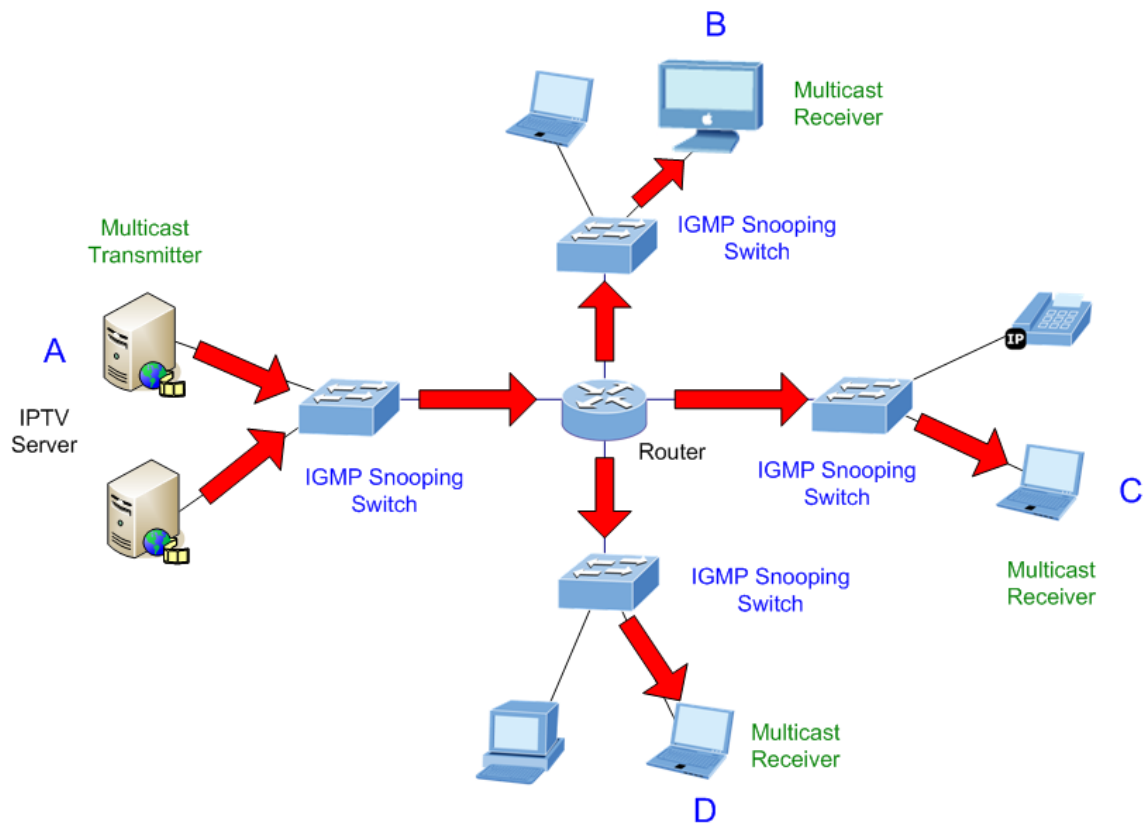 B
Multicast
Receiver
IGMP Snooping
Switch
Multicast
Transmitter
A
IPTV
Server
IGMP Snooping
Switch
Router
IP
IGMP Snooping
Switch
C
Multicast
Receiver
IGMP Snooping
Switch
Multicast
Receiver
D